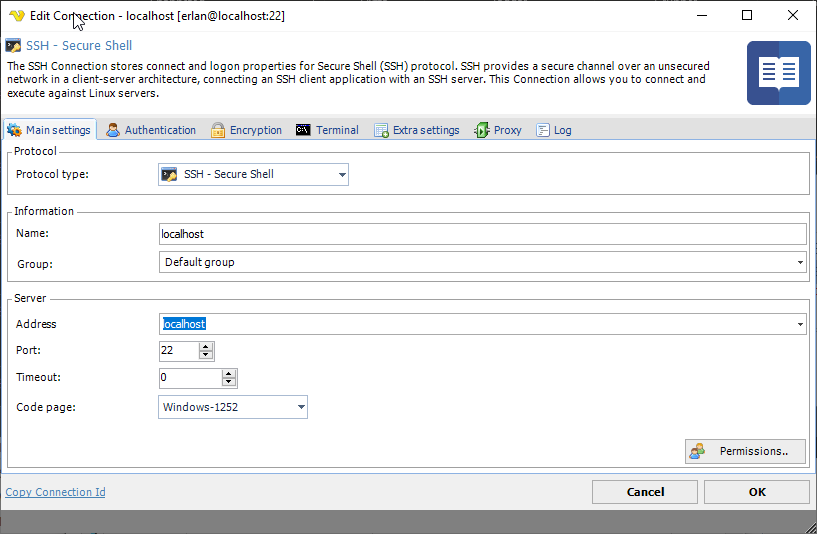 Edit Connection - localhost [erlan@localhost:22]
SSH - Secure Shell
The SSH Connection stores connect and logon properties for Secure Shell (SSH) protocol. SSH provides a secure channel over an unsecured
network in a client-server architecture, connecting an SSH client application with an SSH server. This Connection allows you to connect and
execute against Linux servers.
Main settings Authentication Encryption Terminal Extra settings Proxy Log
Protocol
Protocol type: SSH - Secure Shell
Information
Name: localhost
Group: Default group
Server
Address localhost
Port: 22
Timeout: 0
Code page: Windows-1252
Permissions..
Copy Connection Id Cancel OK